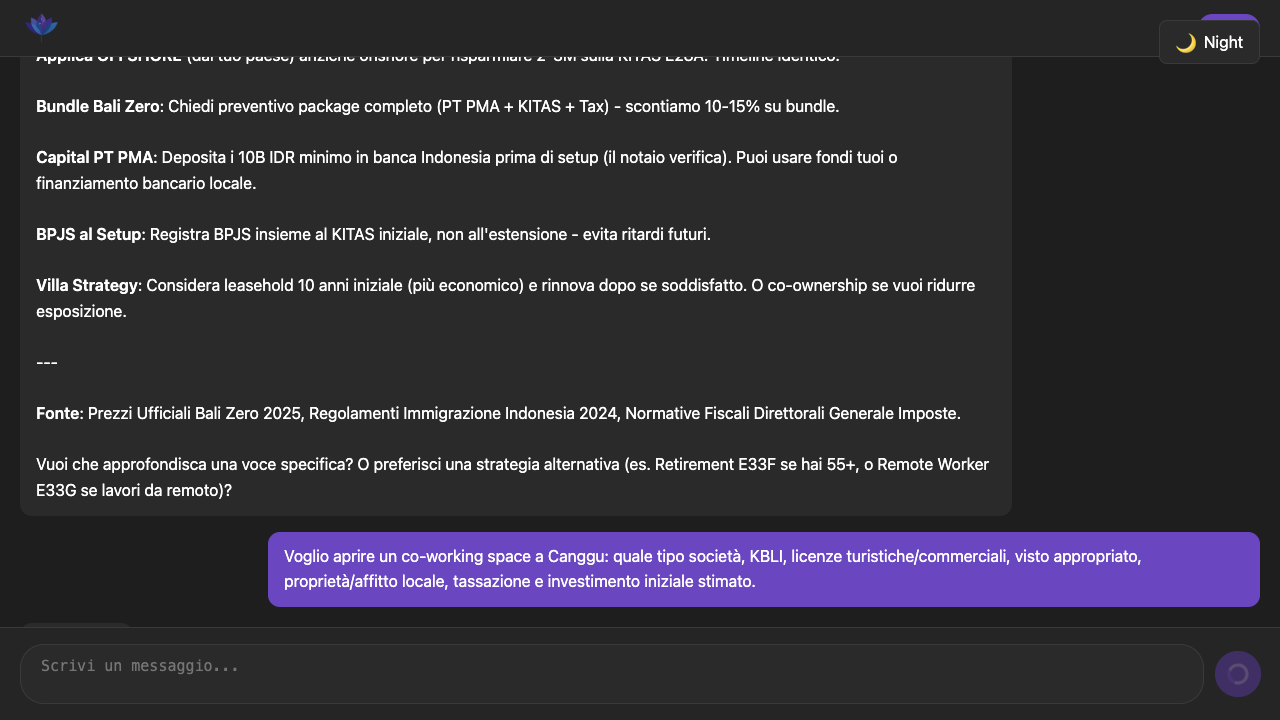 Night
Applica OFFSHORE (dal tuo paese) anziché onshore per risparmiare 2-3M sulla KITAS E28A. Timeline identico.
Bundle Bali Zero: Chiedi preventivo package completo (PT PMA + KITAS + Tax) - scontiamo 10-15% su bundle.
Capital PT PMA: Deposita i 10B IDR minimo in banca Indonesia prima di setup (il notaio verifica). Puoi usare fondi tuoi o
finanziamento bancario locale.
BPJS al Setup: Registra BPJS insieme al KITAS iniziale, non all'estensione - evita ritardi futuri.
Villa Strategy: Considera leasehold 10 anni iniziale (più economico) e rinnova dopo se soddisfatto. O co-ownership se vuoi ridurre
esposizione.
---
Fonte: Prezzi Ufficiali Bali Zero 2025, Regolamenti Immigrazione Indonesia 2024, Normative Fiscali Direttorali Generale Imposte.
Vuoi che approfondisca una voce specifica? O preferisci una strategia alternativa (es. Retirement E33F se hai 55+, o Remote Worker
E33G se lavori da remoto)?
Voglio aprire un co-working space a Canggu: quale tipo società, KBLI, licenze turistiche/commerciali, visto appropriato,
proprietà/affitto locale, tassazione e investimento iniziale stimato.
Scrivi un messaggio...